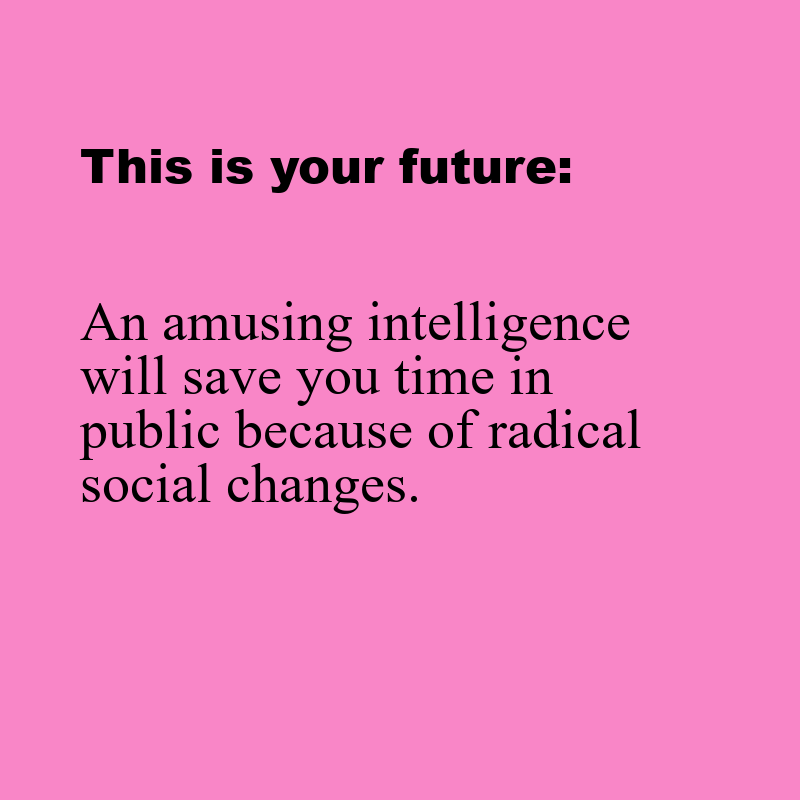 This is your future:
An amusing intelligence
will save you time in
public because of radical
social changes.